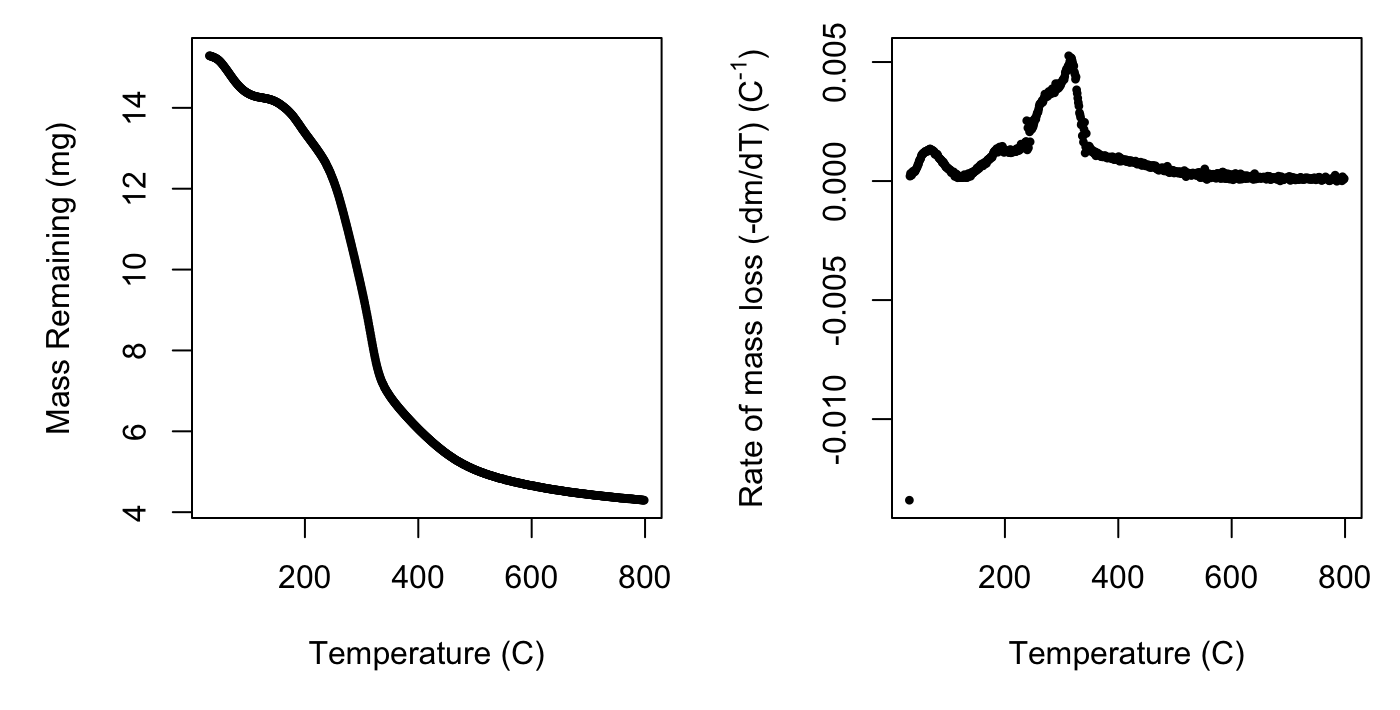 Mass Remaining (mg)
14
12
10
8
6
4
200 400 600 800
Temperature (C)
Rate of mass loss (-dm/dT) (C⁻¹)
0.005
0.000
-0.005
-0.010
200 400 600 800
Temperature (C)